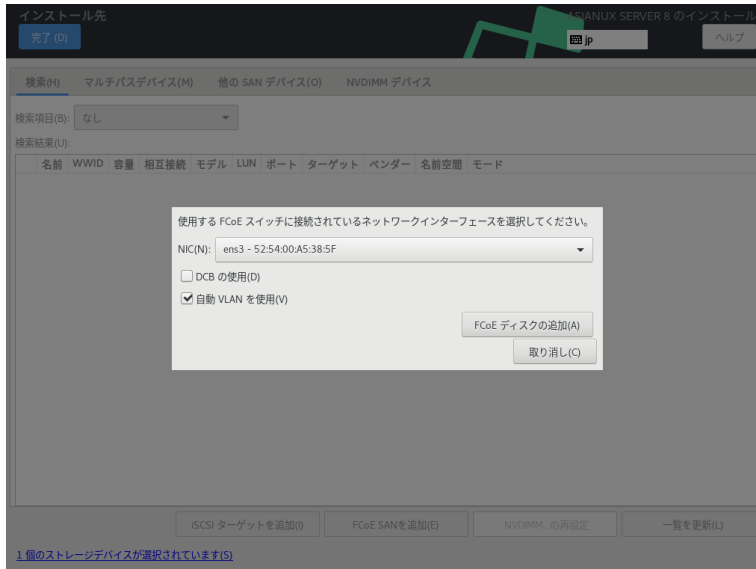 インストール先
ASIANUX SERVER 8 のインストール
完了 (D)
jp
ヘルプ
検索(H) マルチパスデバイス(M) 他の SAN デバイス(O) NVDIMM デバイス
検索項目(B): なし
検索結果(U):
名前 WWID 容量 相互接続 モデル LUN ポート ターゲット ベンダー 名前空間 モード
使用する FCoE スイッチに接続されているネットワークインターフェースを選択してください。
NIC(N): ens3 - 52:54:00:A5:38:5F
DCB の使用(D)
自動 VLAN を使用(V)
FCoE ディスクの追加(A)
取り消し(C)
iSCSI ターゲットを追加(I) FCoE SANを追加(E) NVDIMM...の再設定 一覧を更新(L)
1 個のストレージデバイスが選択されています(S)